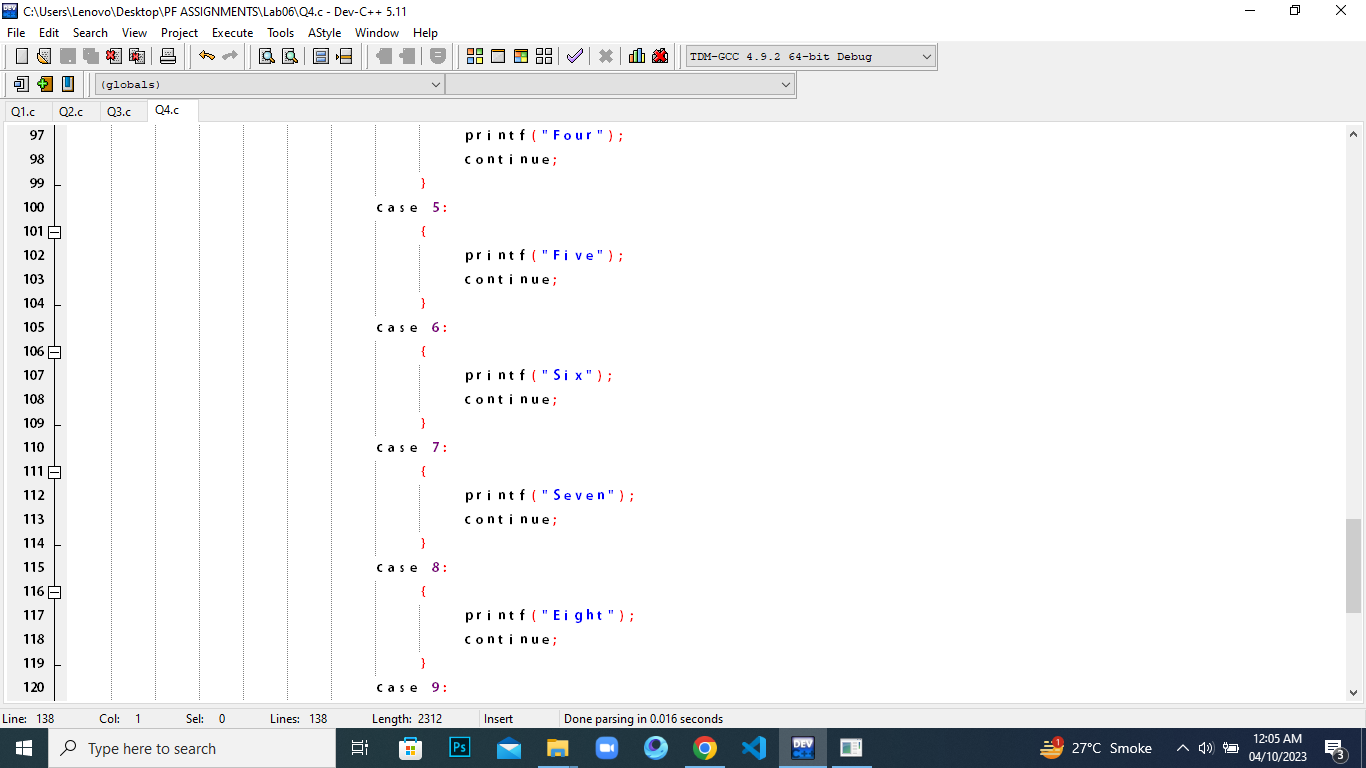 C:\Users\Lenovo\Desktop\PF ASSIGNMENTS\Lab06\Q4.c - Dev-C++ 5.11
File Edit Search View Project Execute Tools AStyle Window Help
TDM-GCC 4.9.2 64-bit Debug
(globals)
Q1.c Q2.c Q3.c Q4.c
97 printf("Four");
98 continue;
99 }
100 case 5:
101 {
102 printf("Five");
103 continue;
104 }
105 case 6:
106 {
107 printf("Six");
108 continue;
109 }
110 case 7:
111 {
112 printf("Seven");
113 continue;
114 }
115 case 8:
116 {
117 printf("Eight");
118 continue;
119 }
120 case 9:
Line: 138 Col: 1 Sel: 0 Lines: 138 Length: 2312 Insert Done parsing in 0.016 seconds
Type here to search Ps DEV 1 27°C Smoke 12:05 AM
04/10/2023 3